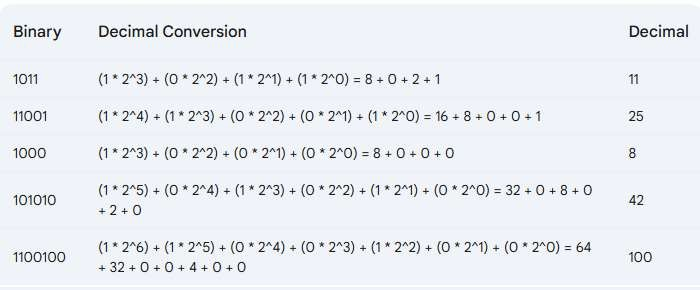 Binary Decimal Conversion Decimal
1011 (1 * 2^3) + (0 * 2^2) + (1 * 2^1) + (1 * 2^0) = 8 + 0 + 2 + 1 11
11001 (1 * 2^4) + (1 * 2^3) + (0 * 2^2) + (0 * 2^1) + (1 * 2^0) = 16 + 8 + 0 + 0 + 1 25
1000 (1 * 2^3) + (0 * 2^2) + (0 * 2^1) + (0 * 2^0) = 8 + 0 + 0 + 0 8
101010 (1 * 2^5) + (0 * 2^4) + (1 * 2^3) + (0 * 2^2) + (1 * 2^1) + (0 * 2^0) = 32 + 0 + 8 + 0
+ 2 + 0 42
1100100 (1 * 2^6) + (1 * 2^5) + (0 * 2^4) + (0 * 2^3) + (1 * 2^2) + (0 * 2^1) + (0 * 2^0) = 64
+ 32 + 0 + 0 + 4 + 0 + 0 100